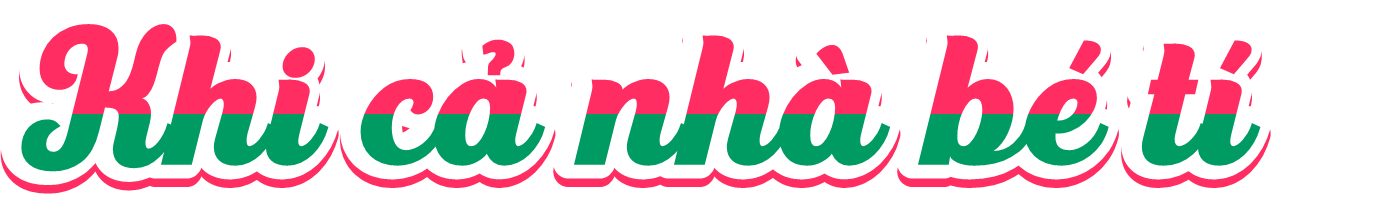 Khi cả nhà bé tí